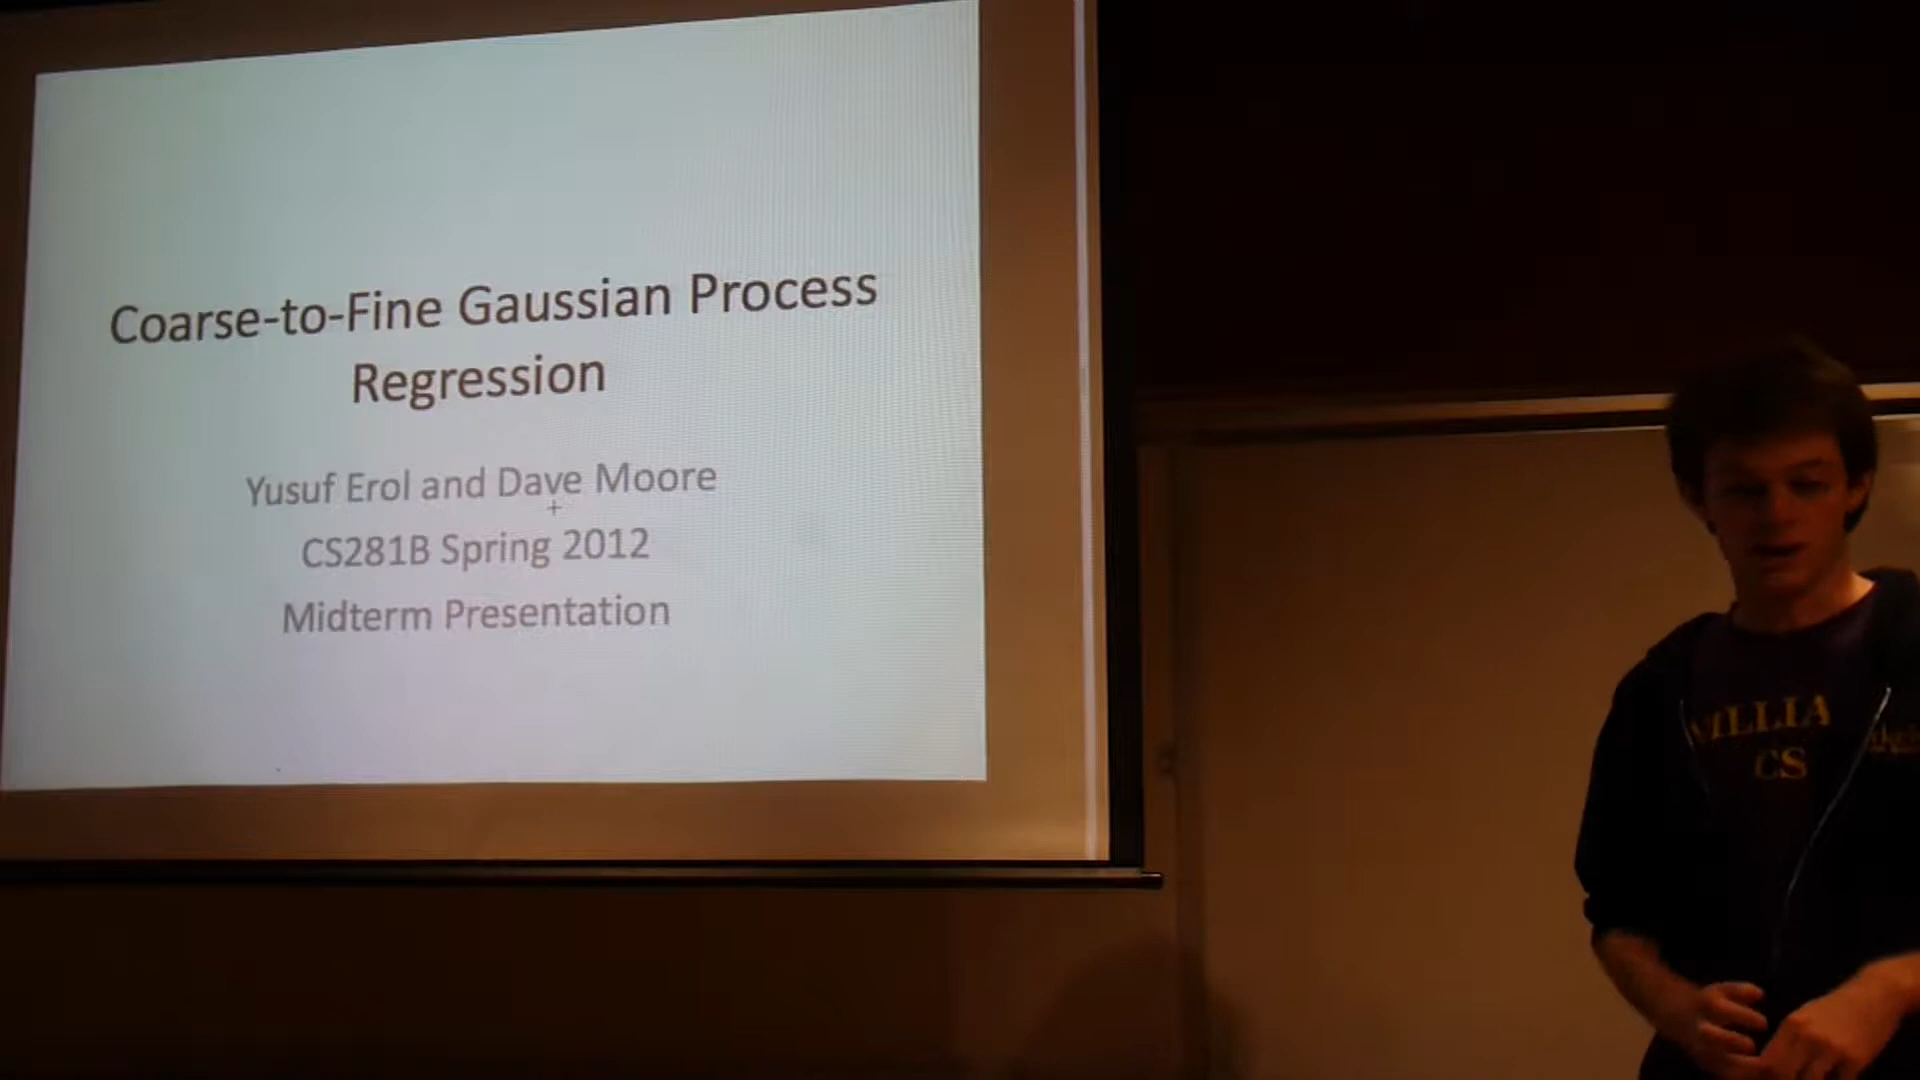 Coarse-to-Fine Gaussian Process
Regression
Yusuf Erol and Dave Moore
CS281B Spring 2012
Midterm Presentation
CS